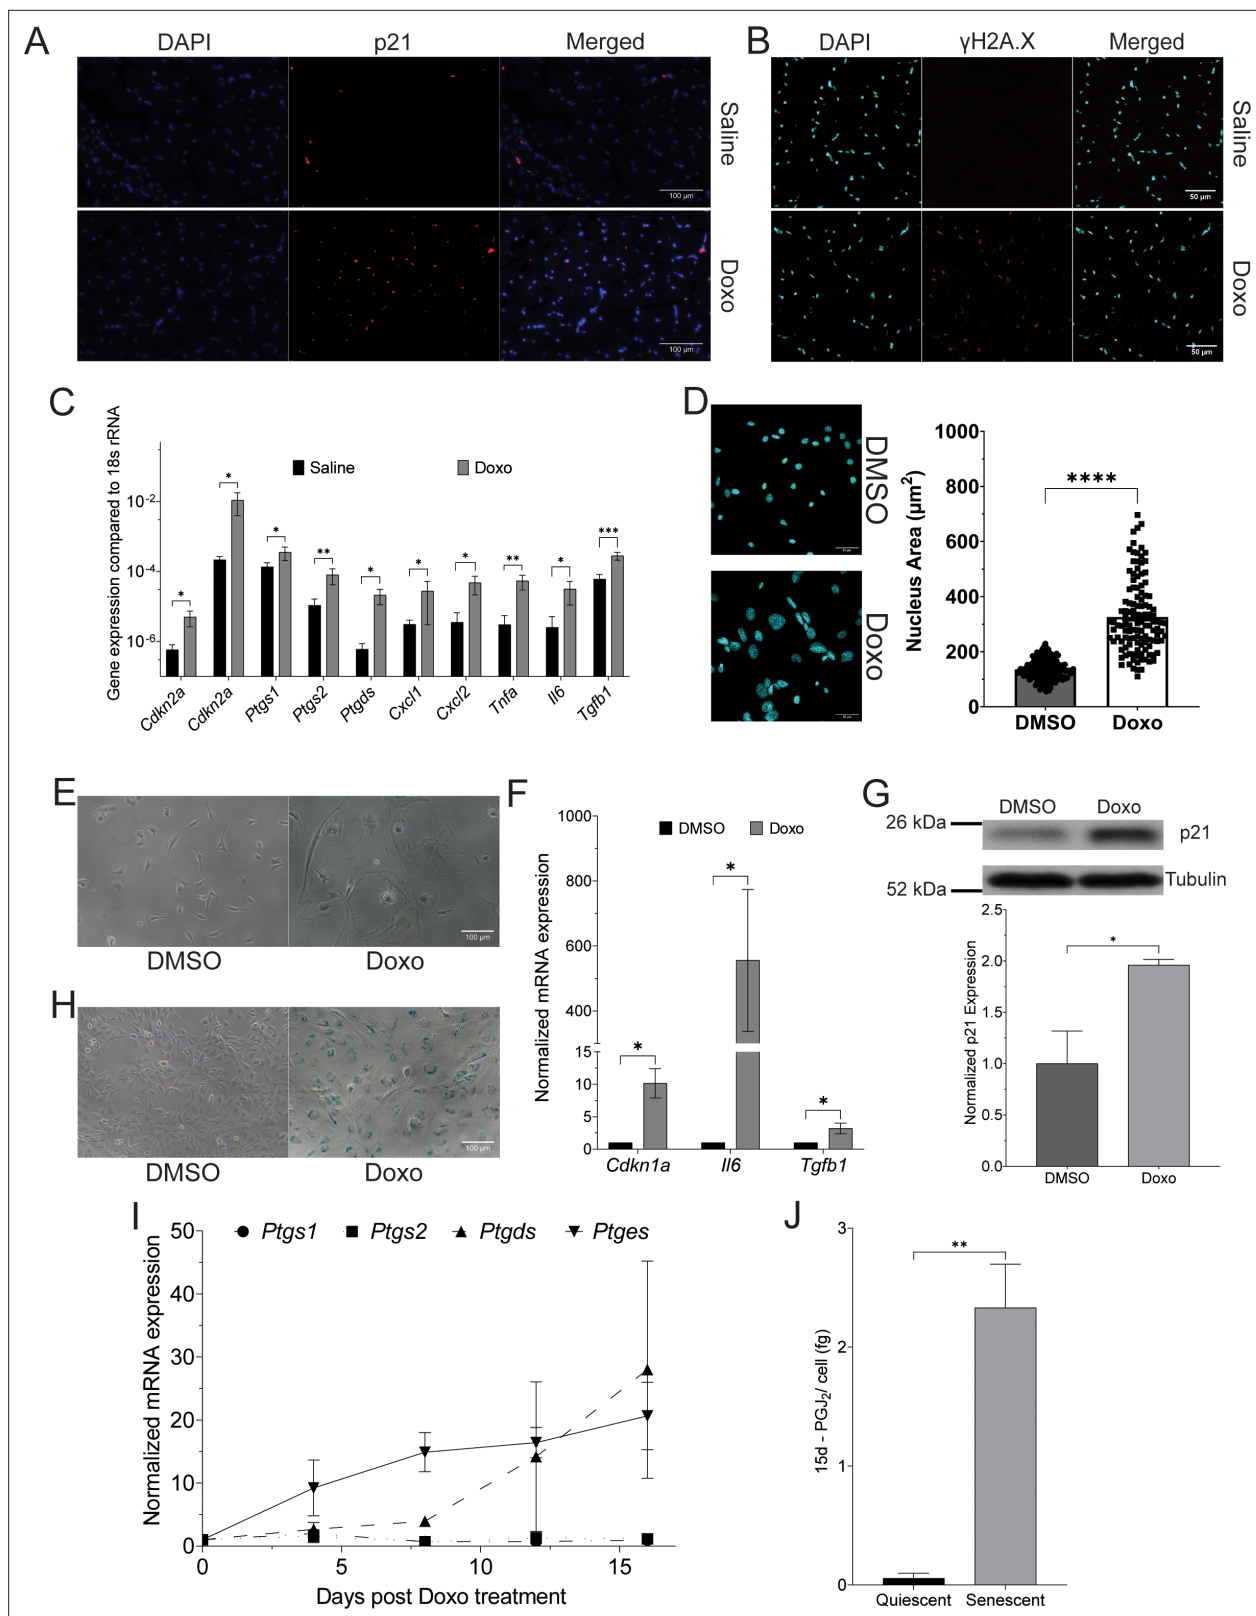 A
DAPI p21 Merged
Saline
100 µm
Doxo
100 µm
B
DAPI γH2A.X Merged
Saline
50 µm
Doxo
50 µm
C
Gene expression compared to 18s rRNA
Saline Doxo
10-2
10-4
10-6
* * * ** * * * ** * ***
Cdkn2a Cdkn2a Ptgs1 Ptgs2 Ptgds Cxcl1 Cxcl2 Tnfa Il6 Tgfb1
D
DMSO
Doxo
Nucleus Area (µm2)
1000
800
600
400
200
0
****
DMSO Doxo
E
100 µm
DMSO Doxo
F
Normalized mRNA expression
DMSO Doxo
1000
800
600
400
15
10
5
0
* * *
Cdkn1a Il6 Tgfb1
G
DMSO Doxo
26 kDa p21
52 kDa Tubulin
Normalized p21 Expression
2.5
2.0
1.5
1.0
0.5
0.0
*
DMSO Doxo
H
100 µm
DMSO Doxo
I
Normalized mRNA expression
Ptgs1 Ptgs2 Ptgds Ptges
50
40
30
20
10
0
0 5 10 15
Days post Doxo treatment
J
15d - PGJ2/ cell (fg)
3
2
1
0
**
Quiescent Senescent